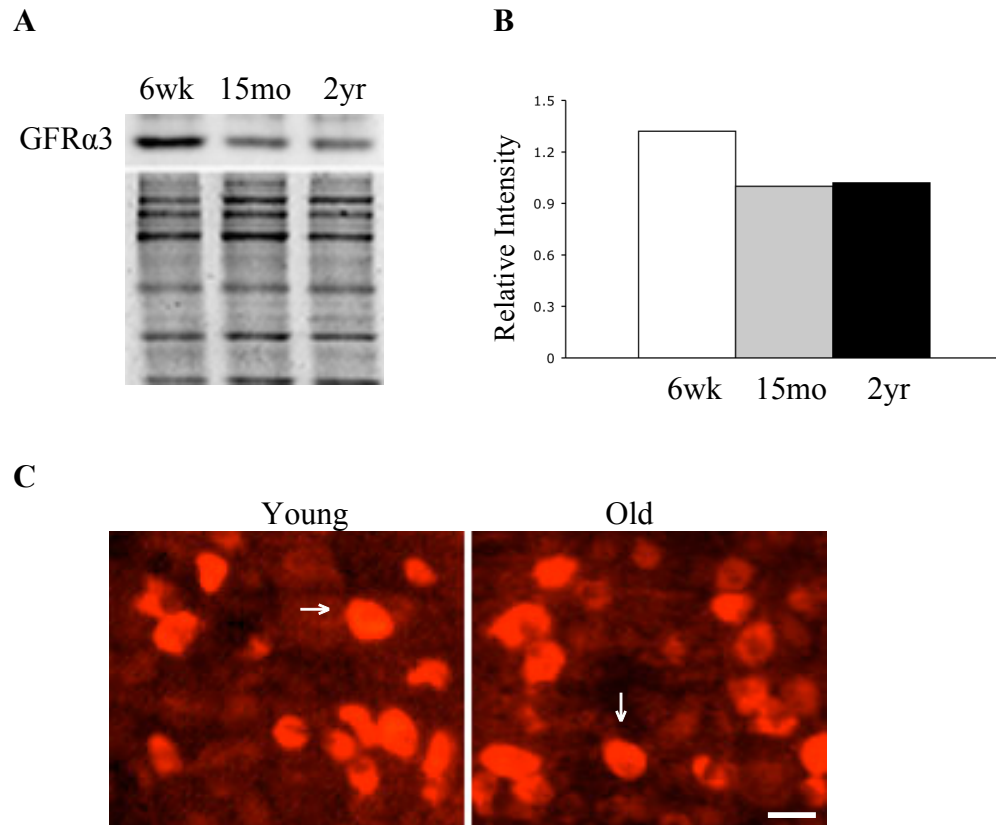 A
6wk 15mo 2yr
GFRα3
B
1.5
1.2
0.9
0.6
0.3
0
Relative Intensity
6wk 15mo 2yr
C
Young Old